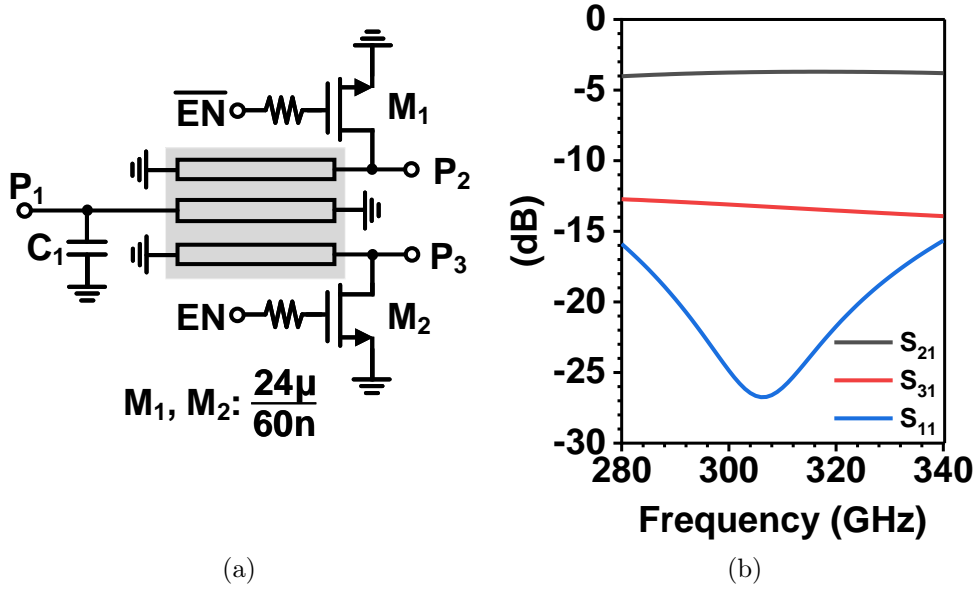 EN
M₁
P₂
P₁
C₁
P₃
EN
M₂
M₁, M₂: 24μ
60n
(a)
0
-5
-10
-15
-20
-25
-30
(dB)
S₂₁
S₃₁
S₁₁
280
300
320
340
Frequency (GHz)
(b)